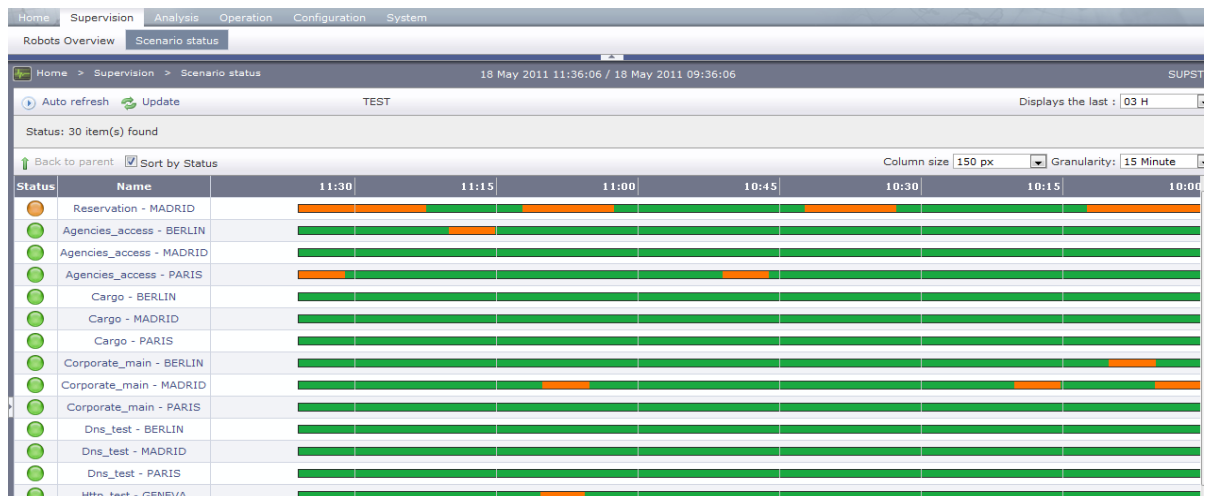 Home Supervision Analysis Operation Configuration System
Robots Overview Scenario status
Home > Supervision > Scenario status 18 May 2011 11:36:06 / 18 May 2011 09:36:06 SUPST
Auto refresh Update TEST Displays the last : 03 H
Status: 30 item(s) found
Back to parent Sort by Status Column size 150 px Granularity: 15 Minute
Status Name 11:30 11:15 11:00 10:45 10:30 10:15 10:00
Reservation - MADRID
Agencies_access - BERLIN
Agencies_access - MADRID
Agencies_access - PARIS
Cargo - BERLIN
Cargo - MADRID
Cargo - PARIS
Corporate_main - BERLIN
Corporate_main - MADRID
Corporate_main - PARIS
Dns_test - BERLIN
Dns_test - MADRID
Dns_test - PARIS
Http_test - GENEVA